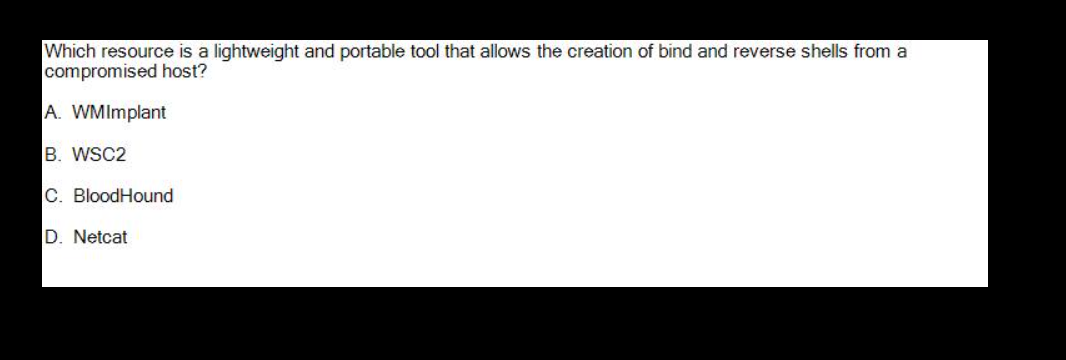 Which resource is a lightweight and portable tool that allows the creation of bind and reverse shells from a
compromised host?
A. WMImplant
B. WSC2
C. BloodHound
D. Netcat